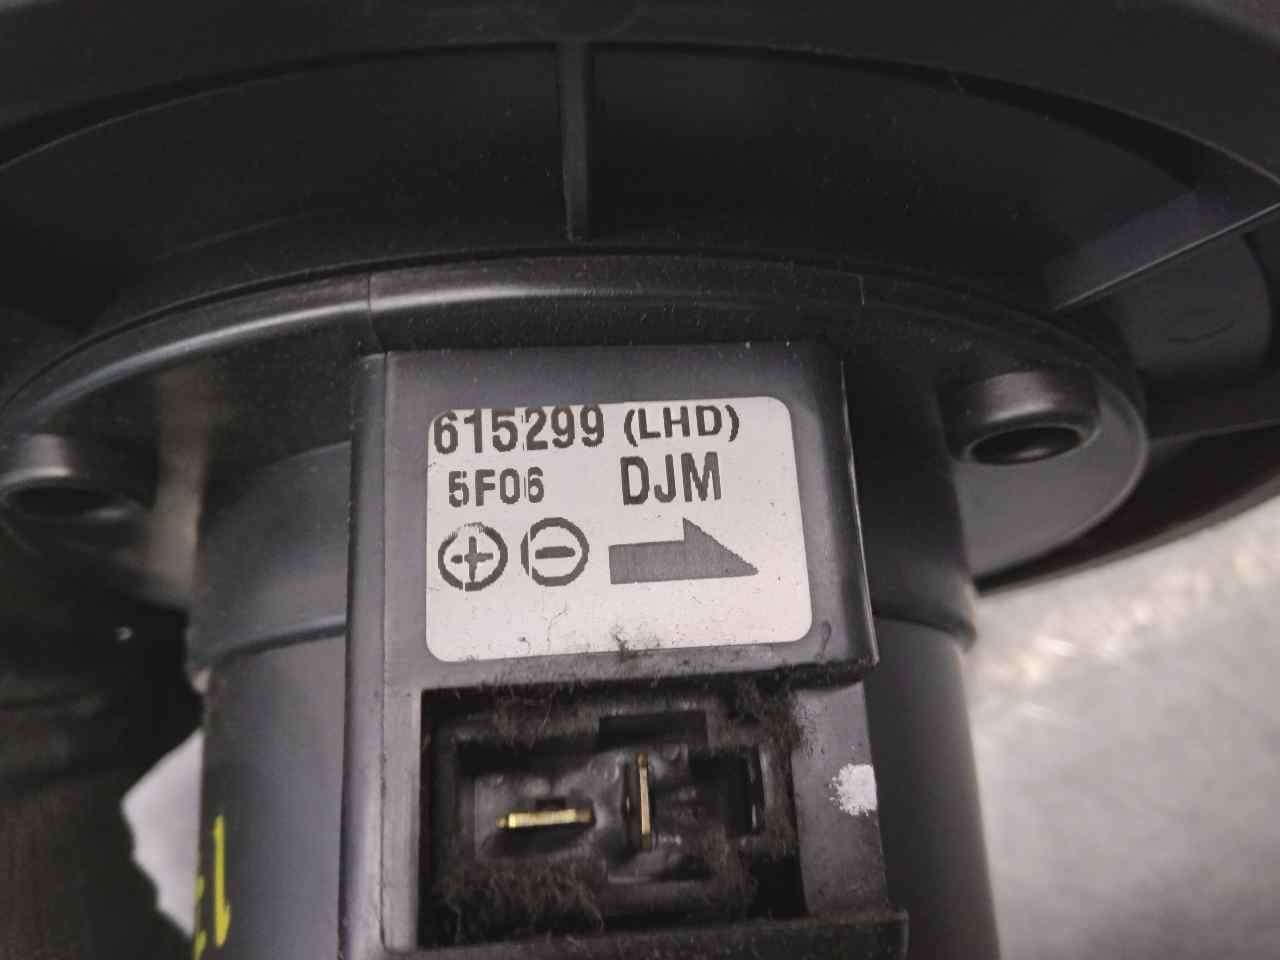 615299 (LHD)
5F06 DJM
+ −